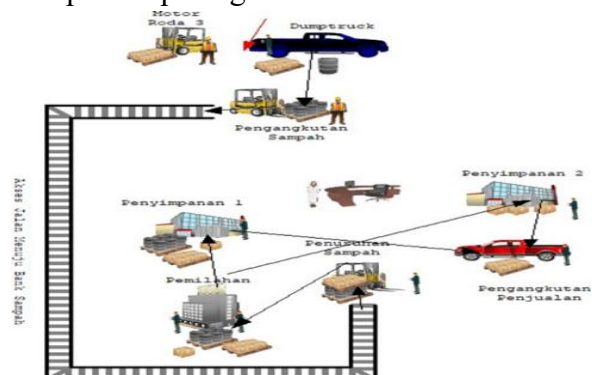 Motor
Roda 3
Dumptruck
Pengangkutan
Sampah
Akses Jalan Menuju Bank Sampah
Penyimpanan 1
Penyimpanan 2
Penurunan
Sampah
Pemilahan
Pengangkutan
Penjualan